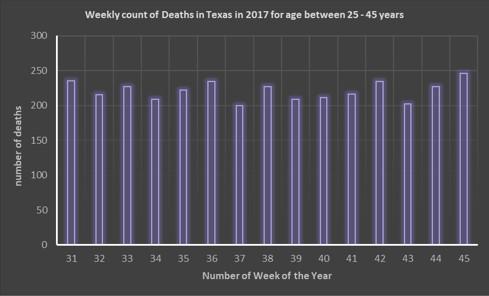 Weekly count of Deaths in Texas in 2017 for age between 25 - 45 years
300
250
200
150
100
50
0
number of deaths
31 32 33 34 35 36 37 38 39 40 41 42 43 44 45
Number of Week of the Year